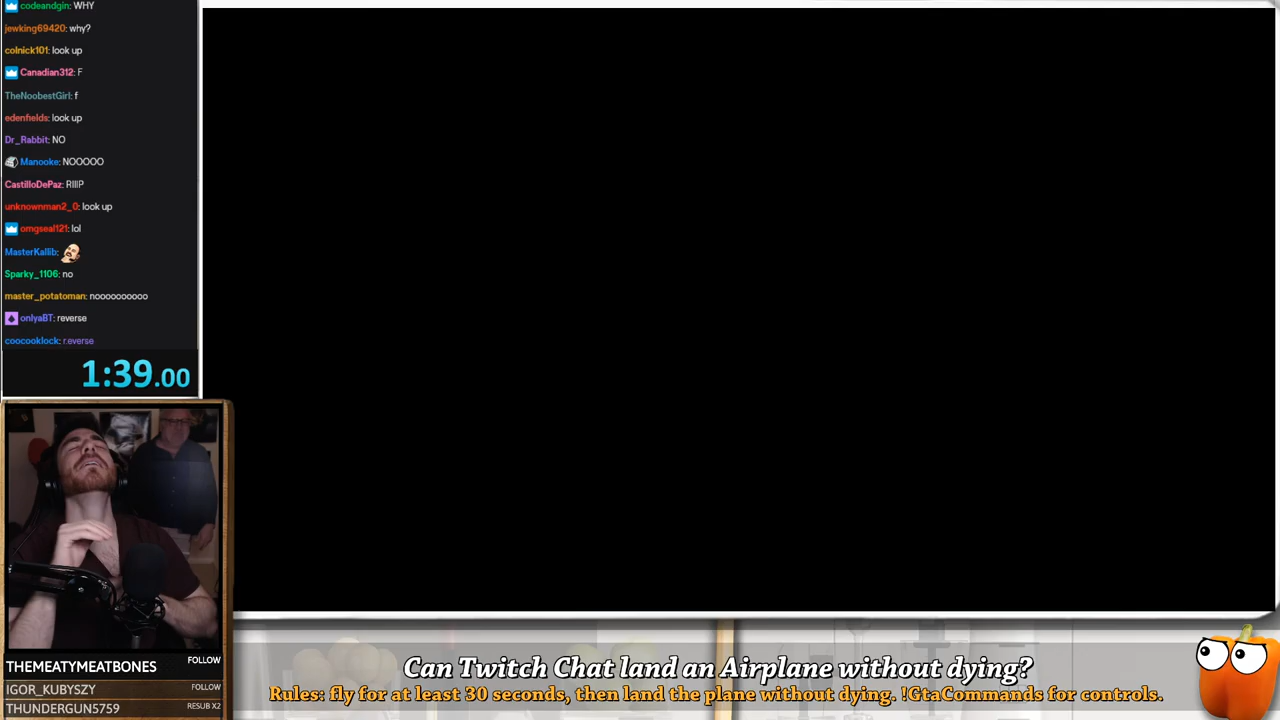 codeandgin: WHY
jewking69420: why?
colnick101: look up
Canadian312: F
TheNoobestGirl: f
edenfields: look up
Dr_Rabbit: NO
Manooke: NOOOOO
CastilloDePaz: RIIIP
unknownman2_0: look up
omgseal121: lol
MasterKallib:
Sparky_1106: no
master_potatoman: noooooooooo
onlyaBT: reverse
coocooklock: r.everse
1:39.00
THEMEATYMEATBONES FOLLOW
IGOR_KUBYSZY FOLLOW
THUNDERGUN5759 RESUB X2
Can Twitch Chat land an Airplane without dying?
Rules: fly for at least 30 seconds, then land the plane without dying. !GtaCommands for controls.